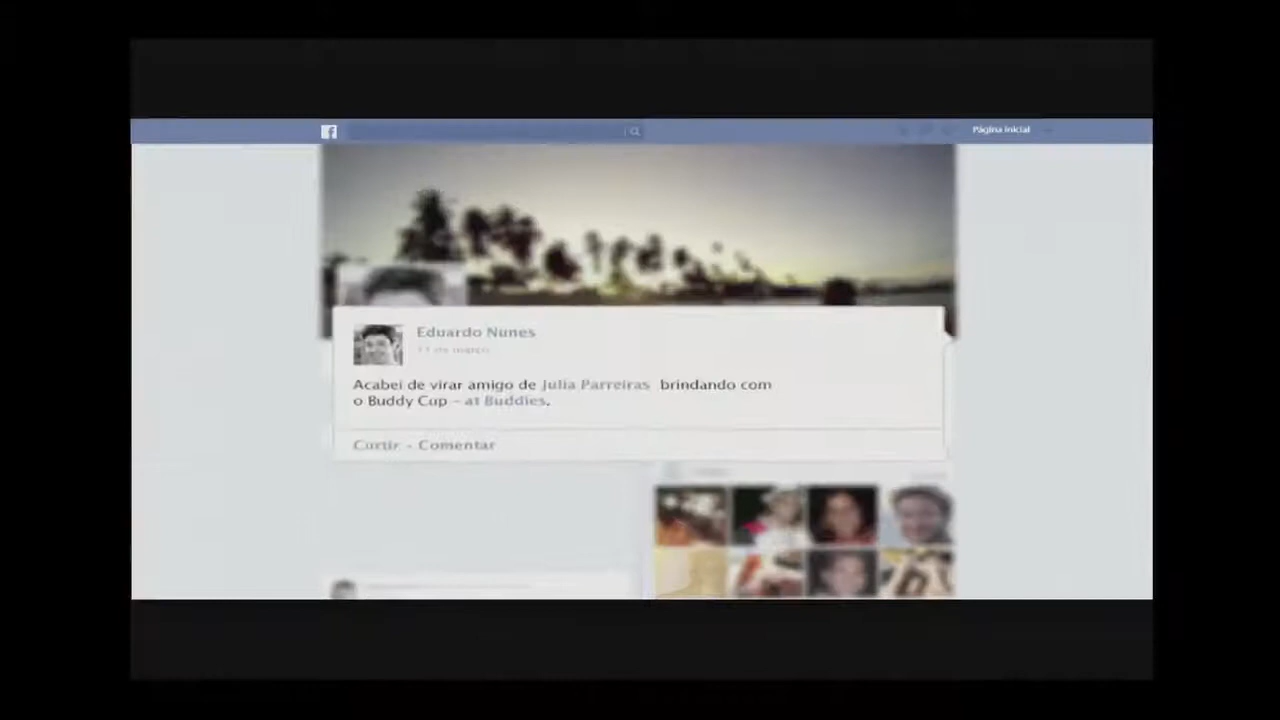 f
Página inicial
Eduardo Nunes
Acabei de virar amigo de Julia Parreiras brindando com
o Buddy Cup - at Buddies.
Curtir - Comentar